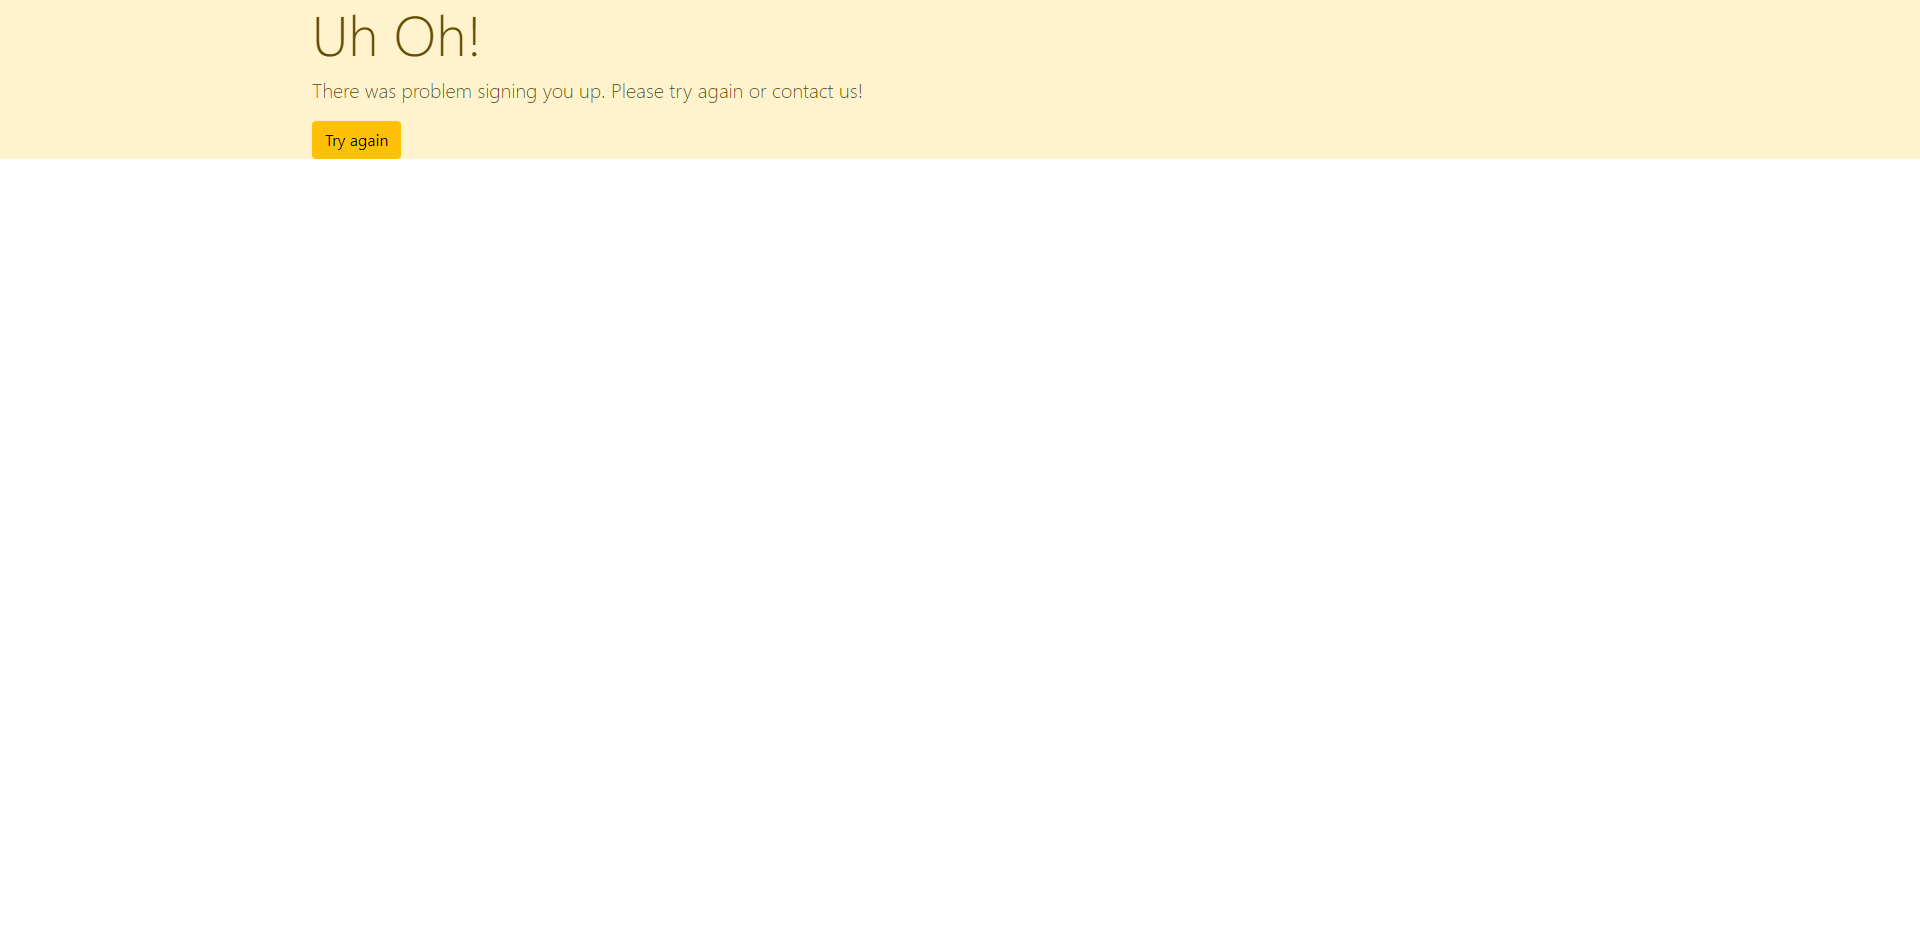 Uh Oh!
There was problem signing you up. Please try again or contact us!
Try again